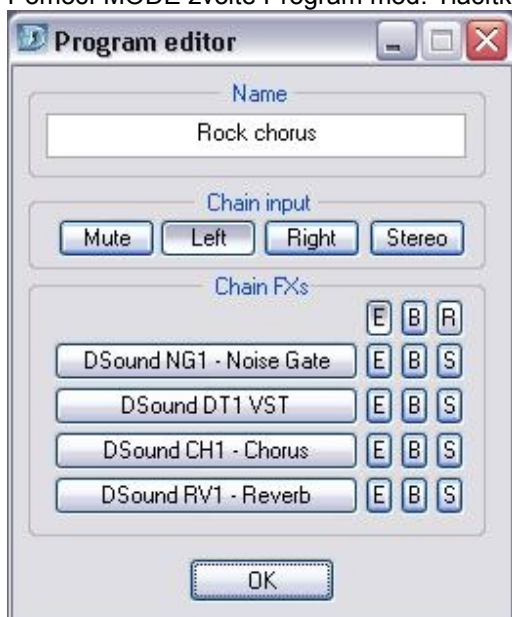 Program editor
Name
Rock chorus
Chain input
Mute Left Right Stereo
Chain FXs
E B R
DSound NG1 - Noise Gate E B S
DSound DT1 VST E B S
DSound CH1 - Chorus E B S
DSound RV1 - Reverb E B S
OK